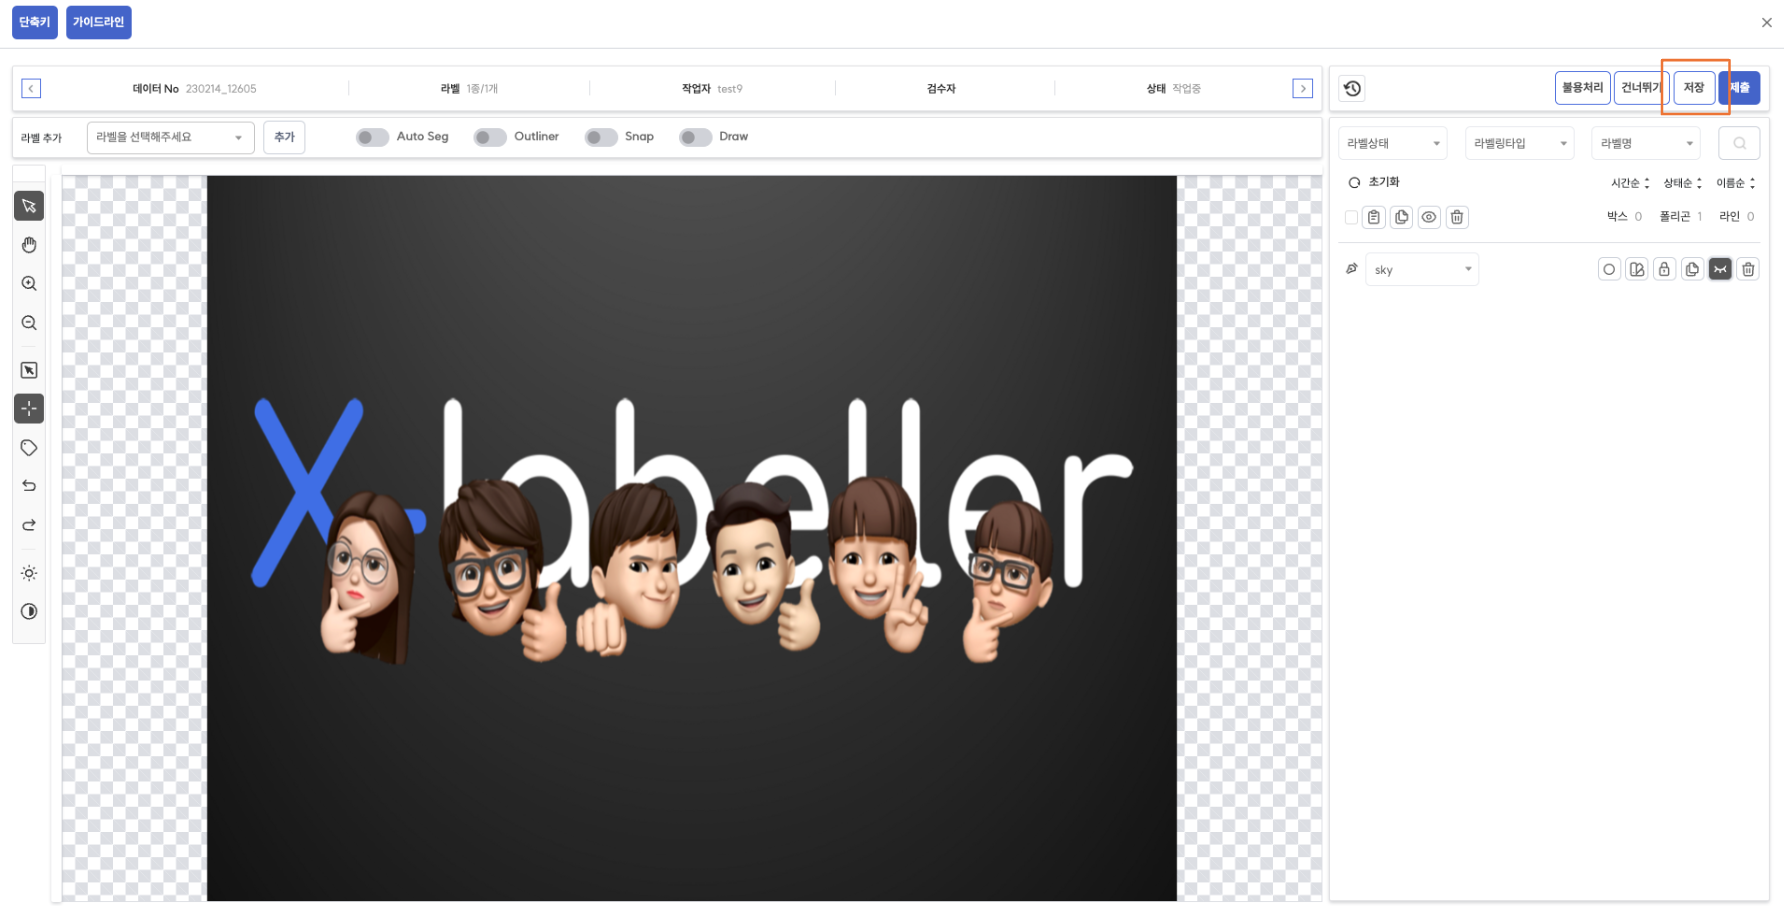 단축키 가이드라인
데이터 No 230214_12605 라벨 1종/1개 작업자 test9 검수자 상태 작업중
불용처리 건너뛰기 저장 제출
라벨 추가 라벨을 선택해주세요 추가 Auto Seg Outliner Snap Draw
라벨상태 라벨링타입 라벨명
초기화 시간순 상태순 이름순
박스 0 폴리곤 1 라인 0
sky
X-labeller